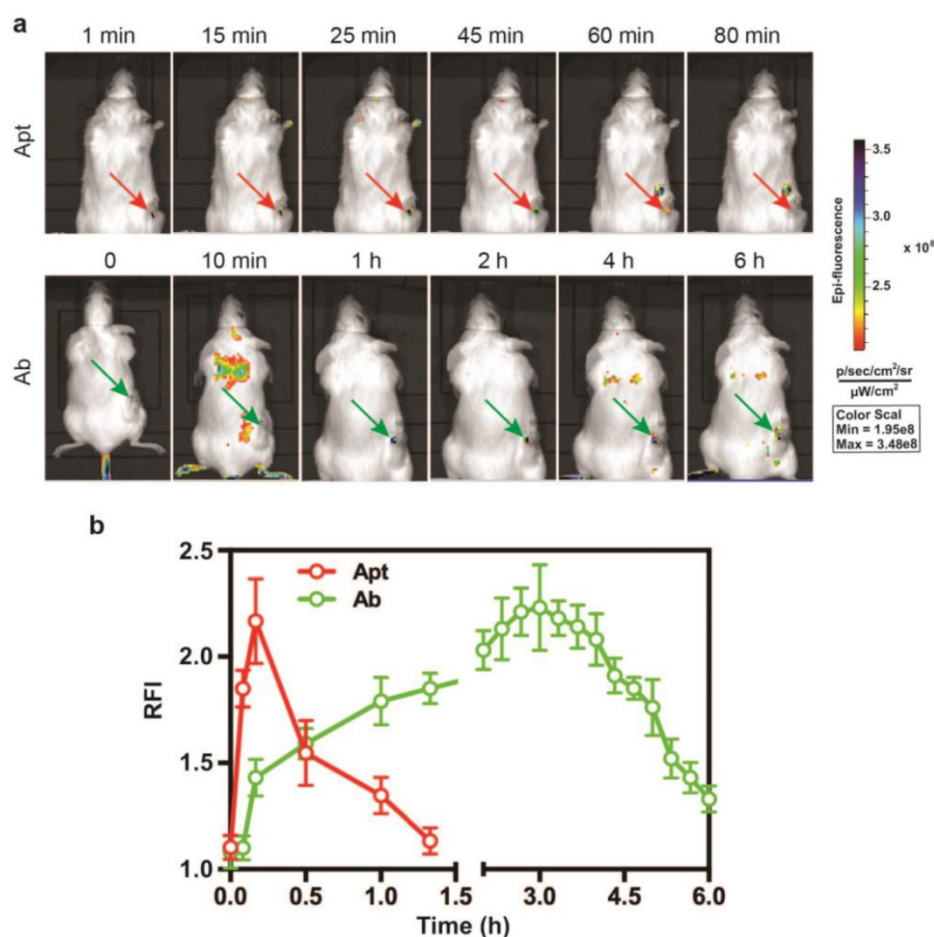 a
1 min 15 min 25 min 45 min 60 min 80 min
Apt
0 10 min 1 h 2 h 4 h 6 h
Ab
3.5
3.0
2.5
Epi-fluorescence
x 10⁸
p/sec/cm²/sr
µW/cm²
Color Scal
Min = 1.95e8
Max = 3.48e8
b
2.5
2.0
1.5
1.0
RFI
Apt
Ab
0.0 0.5 1.0 1.5 3.0 4.5 6.0
Time (h)